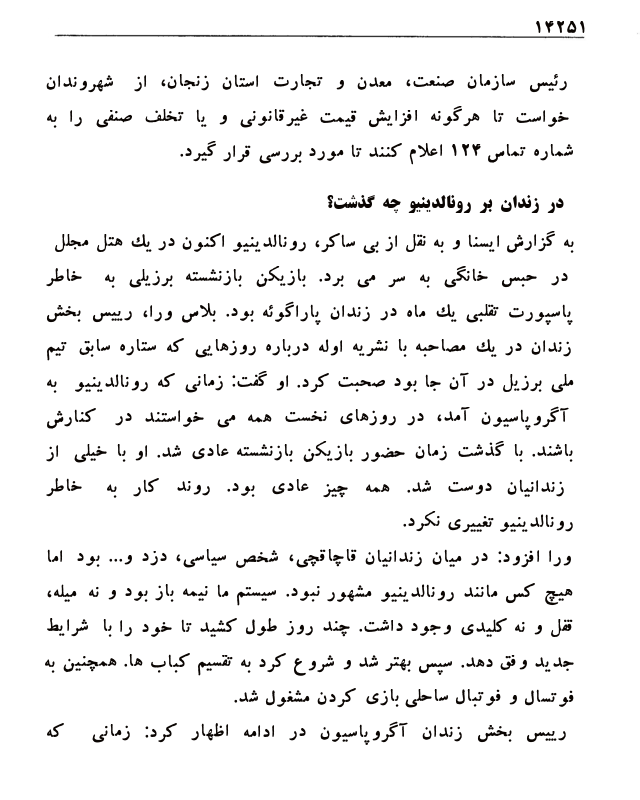 ۱۴۲۵۱
رئیس سازمان صنعت، معدن و تجارت استان زنجان، از شهروندان
خواست تا هرگونه افزایش قیمت غیرقانونی و یا تخلف صنفی را به
شماره تماس ۱۲۴ اعلام کنند تا مورد بررسی قرار گیرد.
در زندان بر رونالدینیو چه گذشت؟
به گزارش ایسنا و به نقل از بی ساکر، رونالدینیو اکنون در یك هتل مجلل
در حبس خانگی به سر می برد. بازیکن بازنشسته برزیلی به خاطر
پاسپورت تقلبی یك ماه در زندان پاراگوئه بود. بلاس ورا، رییس بخش
زندان در یك مصاحبه با نشریه اوله درباره روزهایی که ستاره سابق تیم
ملی برزیل در آن جا بود صحبت کرد. او گفت: زمانی که رونالدینیو به
آگروپاسیون آمد، در روزهای نخست همه می خواستند در کنارش
باشند. با گذشت زمان حضور بازیکن بازنشسته عادی شد. او با خیلی از
زندانیان دوست شد. همه چیز عادی بود. روند کار به خاطر
رونالدینیو تغییری نکرد.
ورا افزود: در میان زندانیان قاچاقچی، شخص سیاسی، دزد و... بود اما
هیچ کس مانند رونالدینیو مشهور نبود. سیستم ما نیمه باز بود و نه میله،
قفل و نه کلیدی وجود داشت. چند روز طول کشید تا خود را با شرایط
جدید وفق دهد. سپس بهتر شد و شروع کرد به تقسیم کباب ها. همچنین به
فوتسال و فوتبال ساحلی بازی کردن مشغول شد.
رییس بخش زندان آگروپاسیون در ادامه اظهار کرد: زمانی که